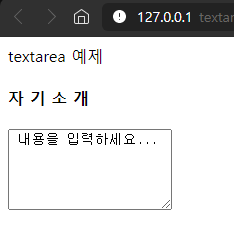 127.0.0.1 textar
textarea 예제
자 기 소 개
내용을 입력하세요...